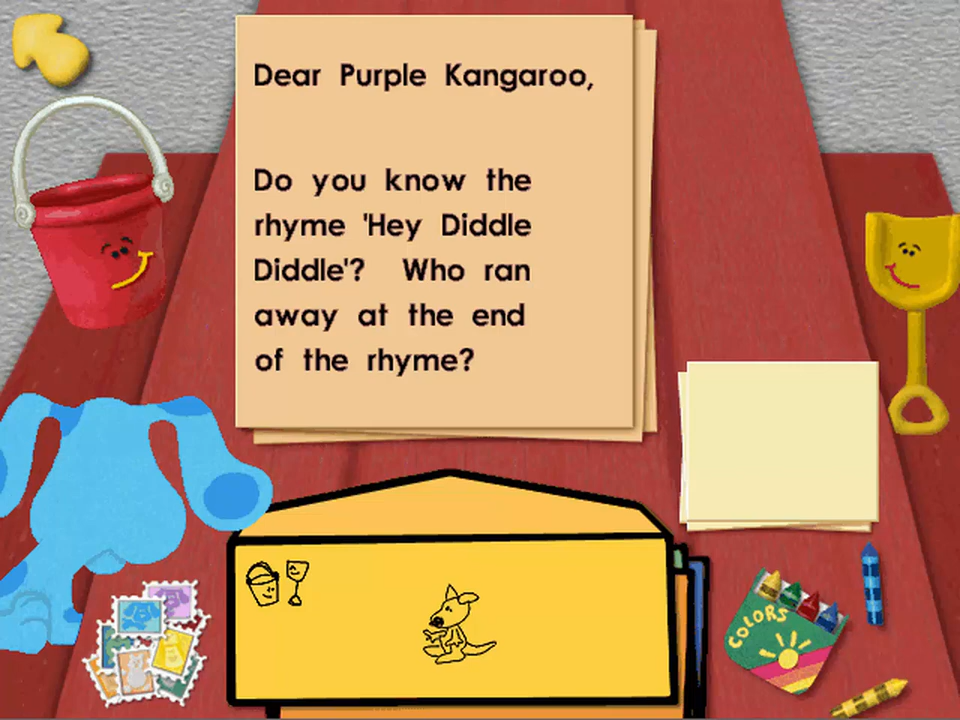 Dear Purple Kangaroo,
Do you know the
rhyme 'Hey Diddle
Diddle'? Who ran
away at the end
of the rhyme?
COLORS